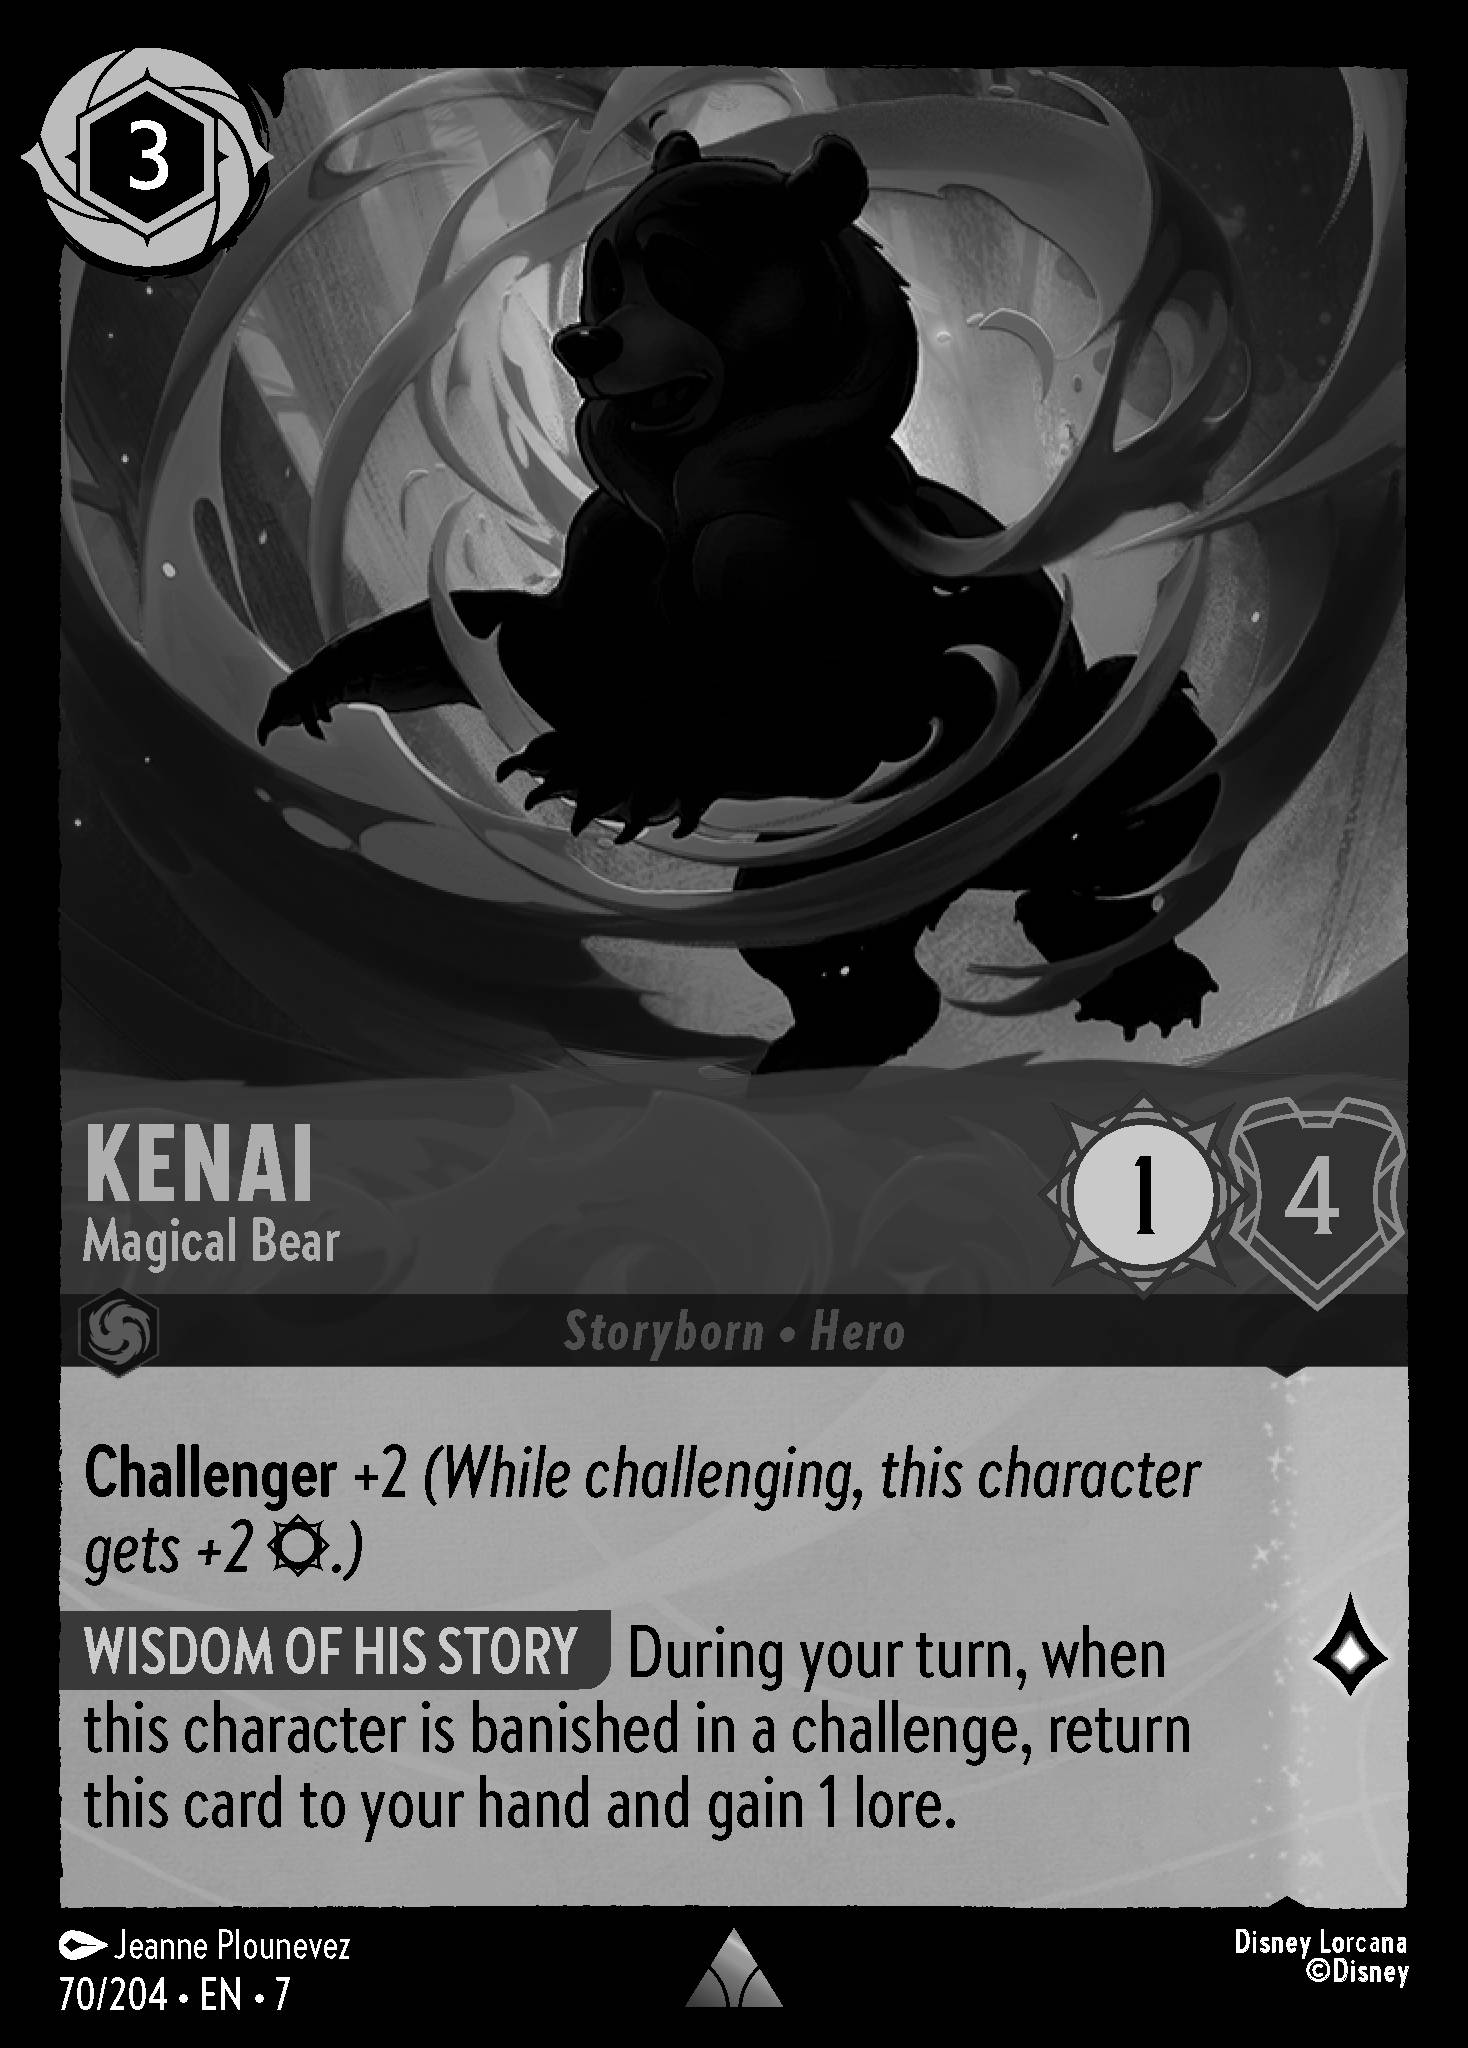 3
KENAI
Magical Bear
1
4
Storyborn • Hero
Challenger +2 (While challenging, this character
gets +2 .)
WISDOM OF HIS STORY During your turn, when
this character is banished in a challenge, return
this card to your hand and gain 1 lore.
Jeanne Plounevez
70/204 • EN • 7
Disney Lorcana
©Disney